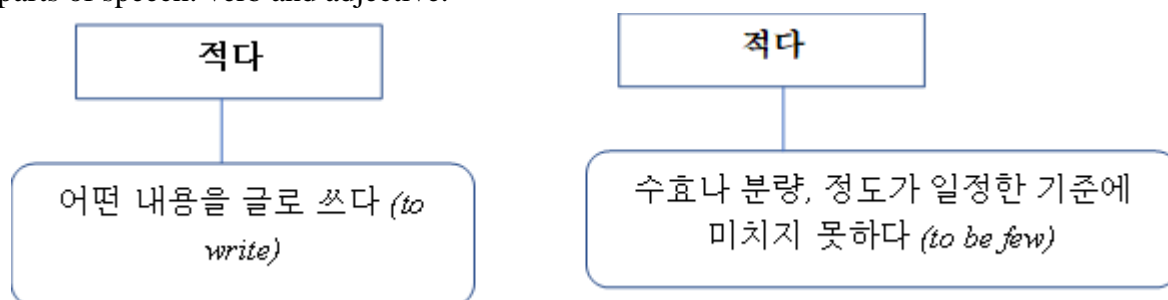 parts of speech: verb and adjective.
적다
어떤 내용을 글로 쓰다 (to
write)
적다
수효나 분량, 정도가 일정한 기준에
미치지 못하다 (to be few)